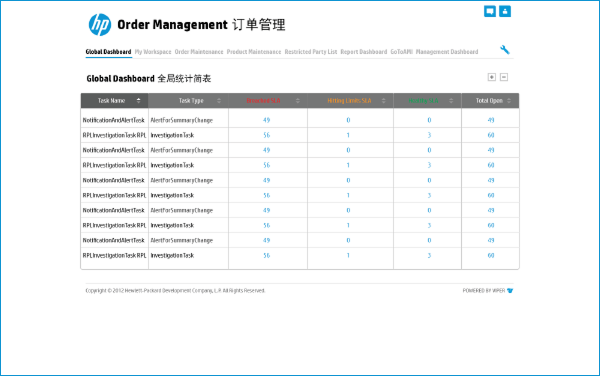 hp Order Management 订单管理
Global Dashboard My Workspace Order Maintenance Product Maintenance Restricted Party List Report Dashboard GoToAMI Management Dashboard
Global Dashboard 全局统计简表
Task Name Task Type Hitting Limits SLA Total Open
NotificationAndAlertTask AlertForSummaryChange 49 0 0 49
RPLInvestigationTask RPL InvestigationTask 56 1 3 60
NotificationAndAlertTask AlertForSummaryChange 49 0 0 49
RPLInvestigationTask RPL InvestigationTask 56 1 3 60
NotificationAndAlertTask AlertForSummaryChange 49 0 0 49
RPLInvestigationTask RPL InvestigationTask 56 1 3 60
NotificationAndAlertTask AlertForSummaryChange 49 0 0 49
RPLInvestigationTask RPL InvestigationTask 56 1 3 60
NotificationAndAlertTask AlertForSummaryChange 49 0 0 49
RPLInvestigationTask RPL InvestigationTask 56 1 3 60
Copyright © 2012 Hewlett-Packard Development Company, L.P. All Rights Reserved. POWERED BY VIPER